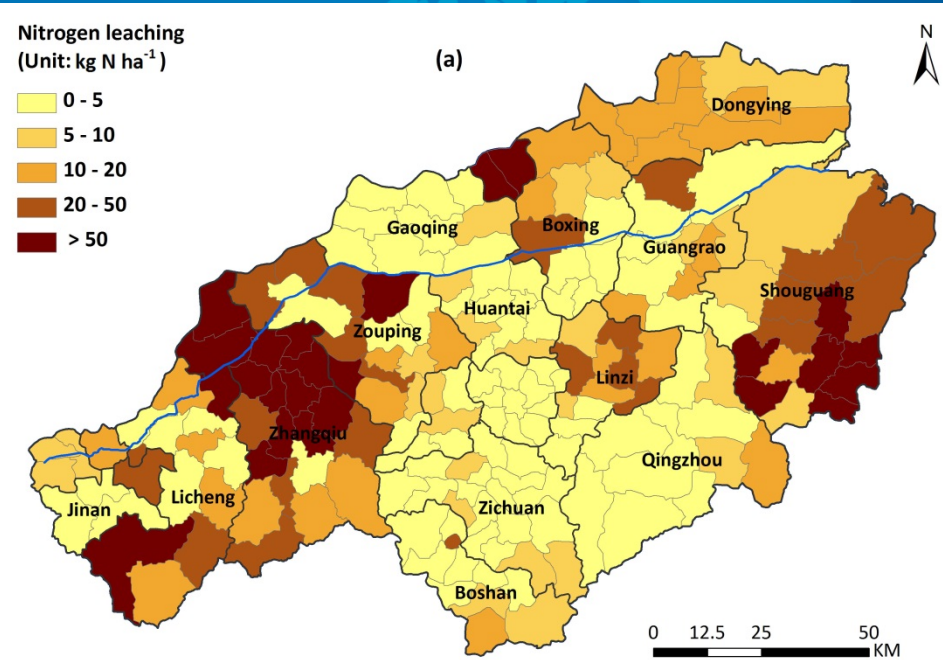 Nitrogen leaching
(Unit: kg N ha⁻¹ )
(a)
N
0 - 5
5 - 10
10 - 20
20 - 50
> 50
Dongying
Gaoqing
Boxing
Guangrao
Shouguang
Huantai
Zouping
Linzi
Zhangqiu
Qingzhou
Licheng
Jinan
Zichuan
Boshan
0 12.5 25 50
KM